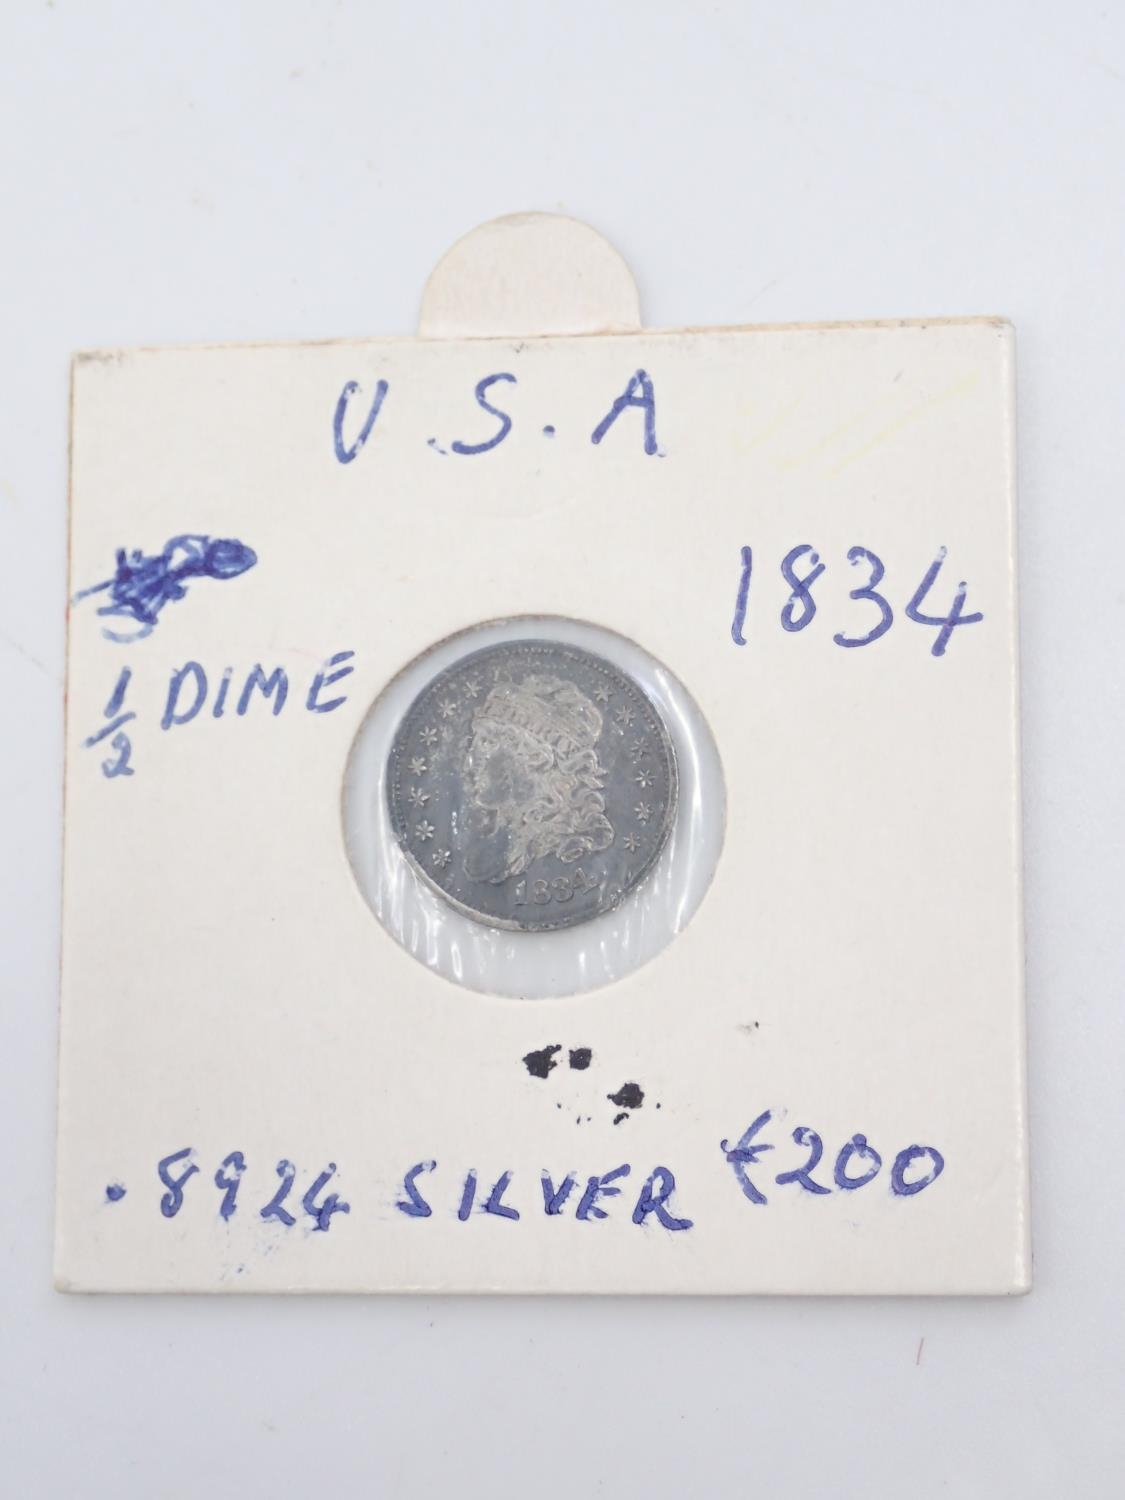 U.S.A
1834
½ DIME
1834
.8924 SILVER €200